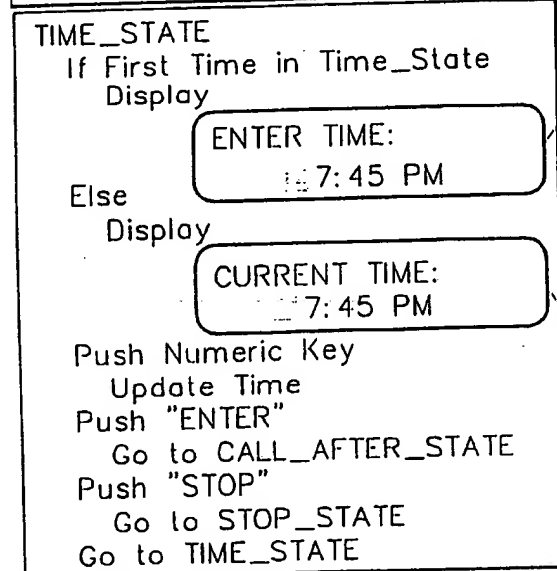 TIME_STATE
If First Time in Time_State
Display
ENTER TIME:
7:45 PM
Else
Display
CURRENT TIME:
7:45 PM
Push Numeric Key
Update Time
Push "ENTER"
Go to CALL_AFTER_STATE
Push "STOP"
Go to STOP_STATE
Go to TIME_STATE